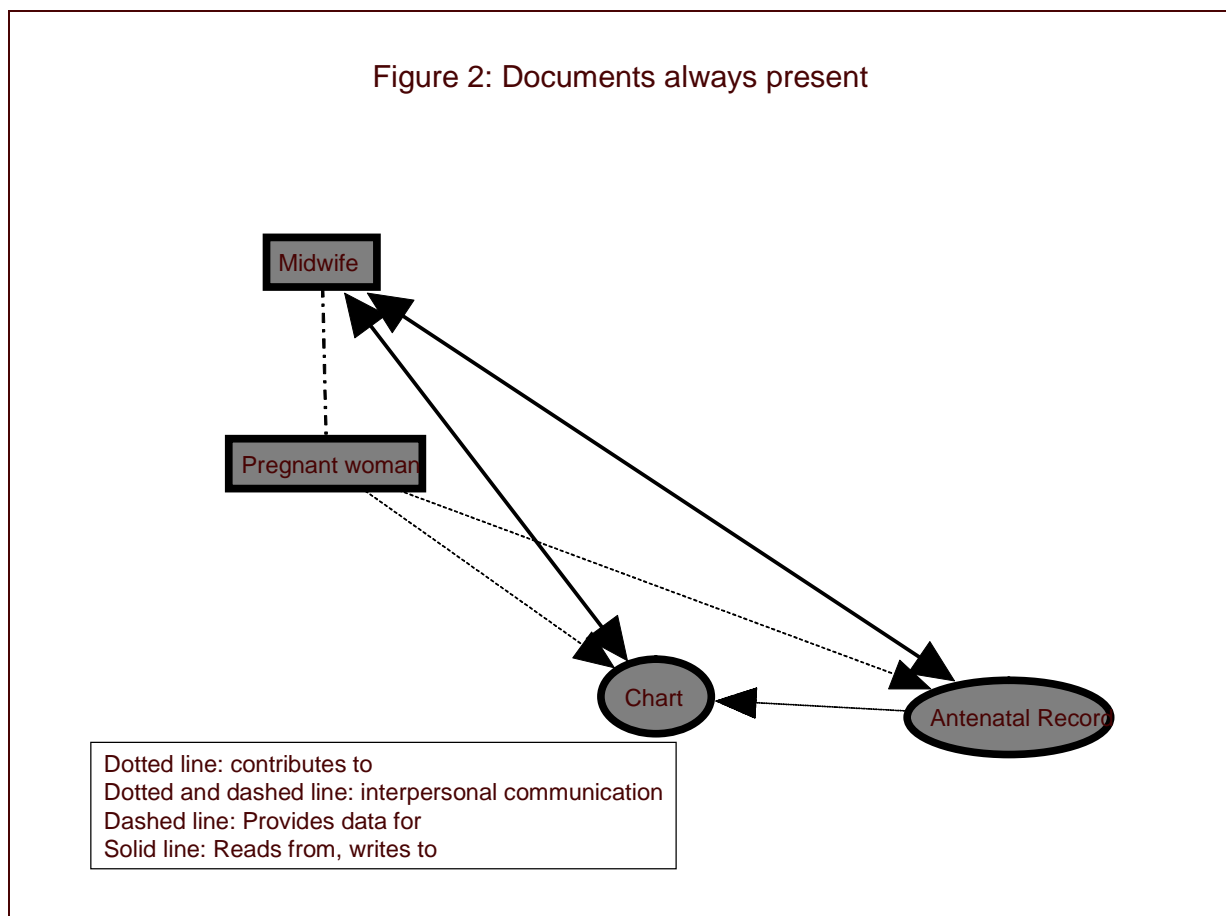 Figure 2: Documents always present
Midwife
Pregnant woman
Chart
Antenatal Record
Dotted line: contributes to
Dotted and dashed line: interpersonal communication
Dashed line: Provides data for
Solid line: Reads from, writes to